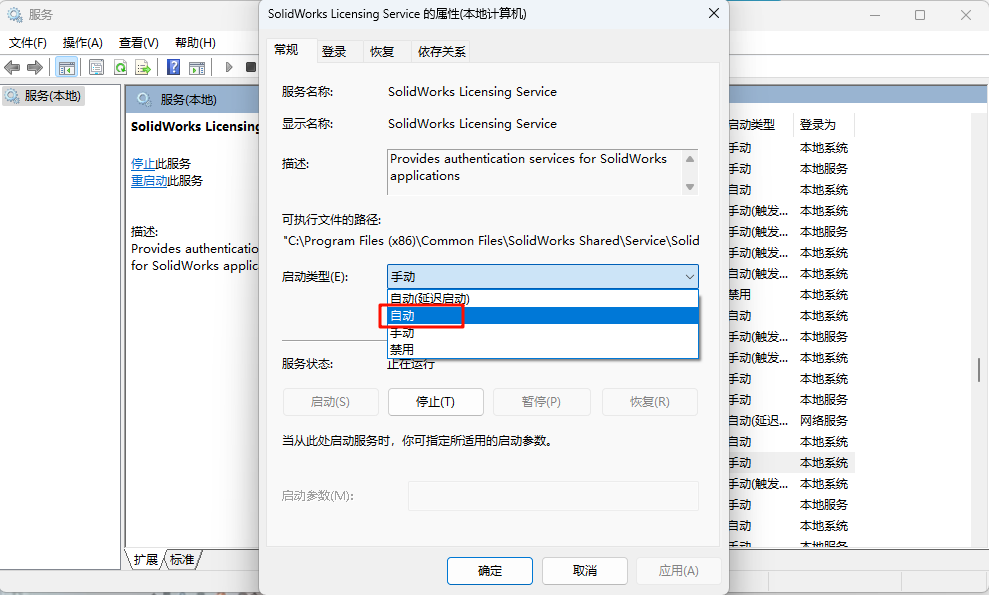 服务
文件(F) 操作(A) 查看(V) 帮助(H)
服务(本地)
服务(本地)
SolidWorks Licensing
停止此服务
重启动此服务
描述:
Provides authentication
for SolidWorks applic
扩展 标准
SolidWorks Licensing Service 的属性(本地计算机)
常规 登录 恢复 依存关系
服务名称: SolidWorks Licensing Service
显示名称: SolidWorks Licensing Service
描述: Provides authentication services for SolidWorks
applications
可执行文件的路径:
"C:\Program Files (x86)\Common Files\SolidWorks Shared\Service\Solid
启动类型(E): 手动
自动(延迟启动)
自动
手动
禁用
服务状态: 正在运行
启动(S) 停止(T) 暂停(P) 恢复(R)
当从此处启动服务时，你可指定所适用的启动参数。
启动参数(M):
确定 取消 应用(A)
启动类型 登录为
手动 本地系统
手动 本地服务
自动 本地系统
手动(触发... 本地系统
手动(触发... 本地服务
手动(触发... 本地系统
自动(触发... 本地系统
禁用 本地系统
自动 本地系统
手动(触发... 本地服务
手动(触发... 本地系统
手动 本地系统
手动 本地服务
自动(延迟... 网络服务
自动 本地系统
手动 本地系统
手动(触发... 本地系统
手动 本地服务
自动 本地系统
手动 本地服务